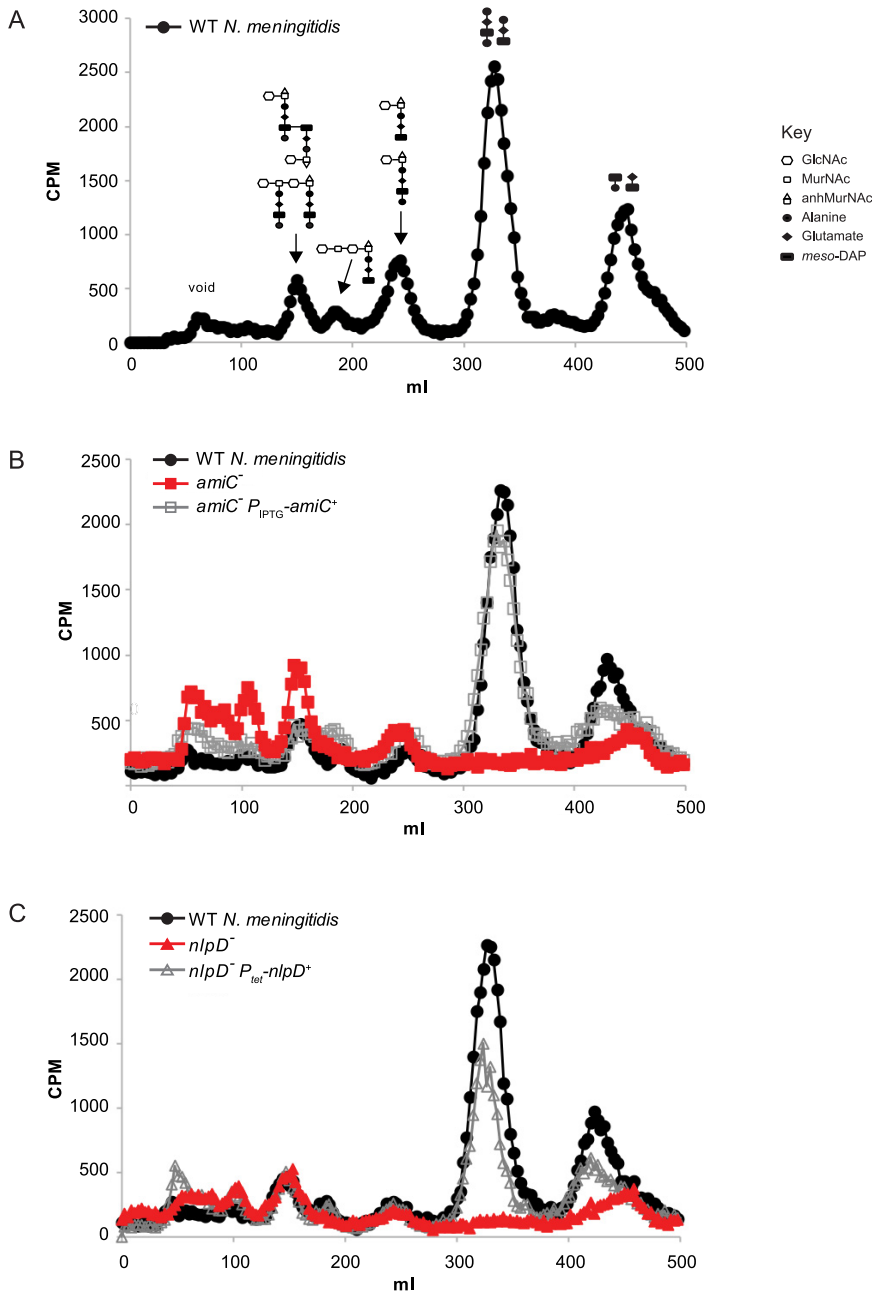 A
WT N. meningitidis
3000
2500
2000
1500
1000
500
0
CPM
void
0 100 200 300 400 500
ml
Key
GlcNAc
MurNAc
anhMurNAc
Alanine
Glutamate
meso-DAP
B
WT N. meningitidis
amiC-
amiC- PIPTG-amiC+
2500
2000
1500
1000
500
CPM
0 100 200 300 400 500
ml
C
WT N. meningitidis
nlpD-
nlpD- Ptet-nlpD+
2500
2000
1500
1000
500
0
CPM
0 100 200 300 400 500
ml